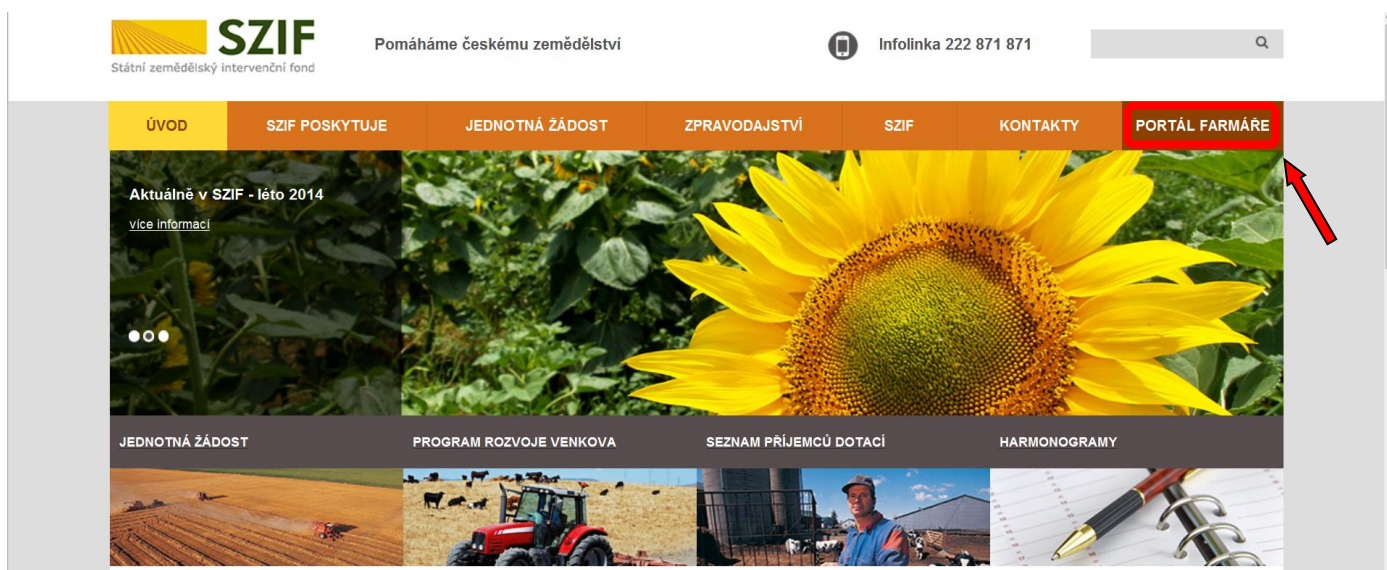 SZIF
Státní zemědělský intervenční fond
Pomáháme českému zemědělství
Infolinka 222 871 871
ÚVOD
SZIF POSKYTUJE
JEDNOTNÁ ŽÁDOST
ZPRAVODAJSTVÍ
SZIF
KONTAKTY
PORTÁL FARMÁŘE
Aktuálně v SZIF - léto 2014
více informací
JEDNOTNÁ ŽÁDOST
PROGRAM ROZVOJE VENKOVA
SEZNAM PŘÍJEMCŮ DOTACÍ
HARMONOGRAMY